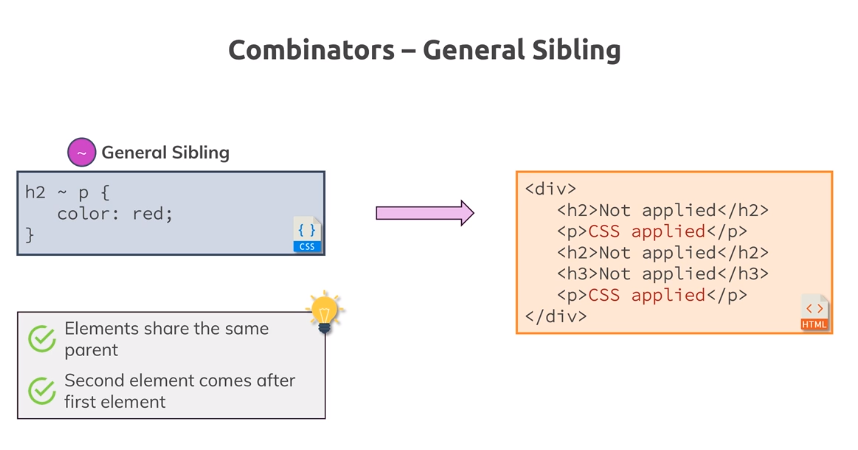 Combinators – General Sibling
~ General Sibling
h2 ~ p {
   color: red;
}
{ }
CSS
<div>
   <h2>Not applied</h2>
   <p>CSS applied</p>
   <h2>Not applied</h2>
   <h3>Not applied</h3>
   <p>CSS applied</p>
</div>
<>
HTML
Elements share the same
parent
Second element comes after
first element